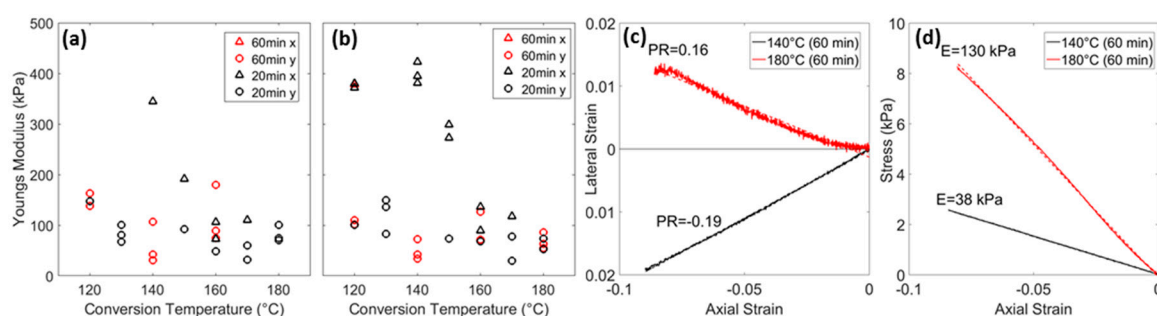 (a)
60min x
60min y
20min x
20min y
500
400
300
200
100
0
120
140
160
180
Youngs Modulus (kPa)
Conversion Temperature (°C)
(b)
60min x
60min y
20min x
20min y
120
140
160
180
Conversion Temperature (°C)
(c)
140°C (60 min)
180°C (60 min)
PR=0.16
PR=-0.19
0.02
0.01
0
0.01
0.02
-0.1
-0.05
0
Lateral Strain
Axial Strain
(d)
140°C (60 min)
180°C (60 min)
E=130 kPa
E=38 kPa
10
8
6
4
2
0
-0.1
-0.05
0
Stress (kPa)
Axial Strain